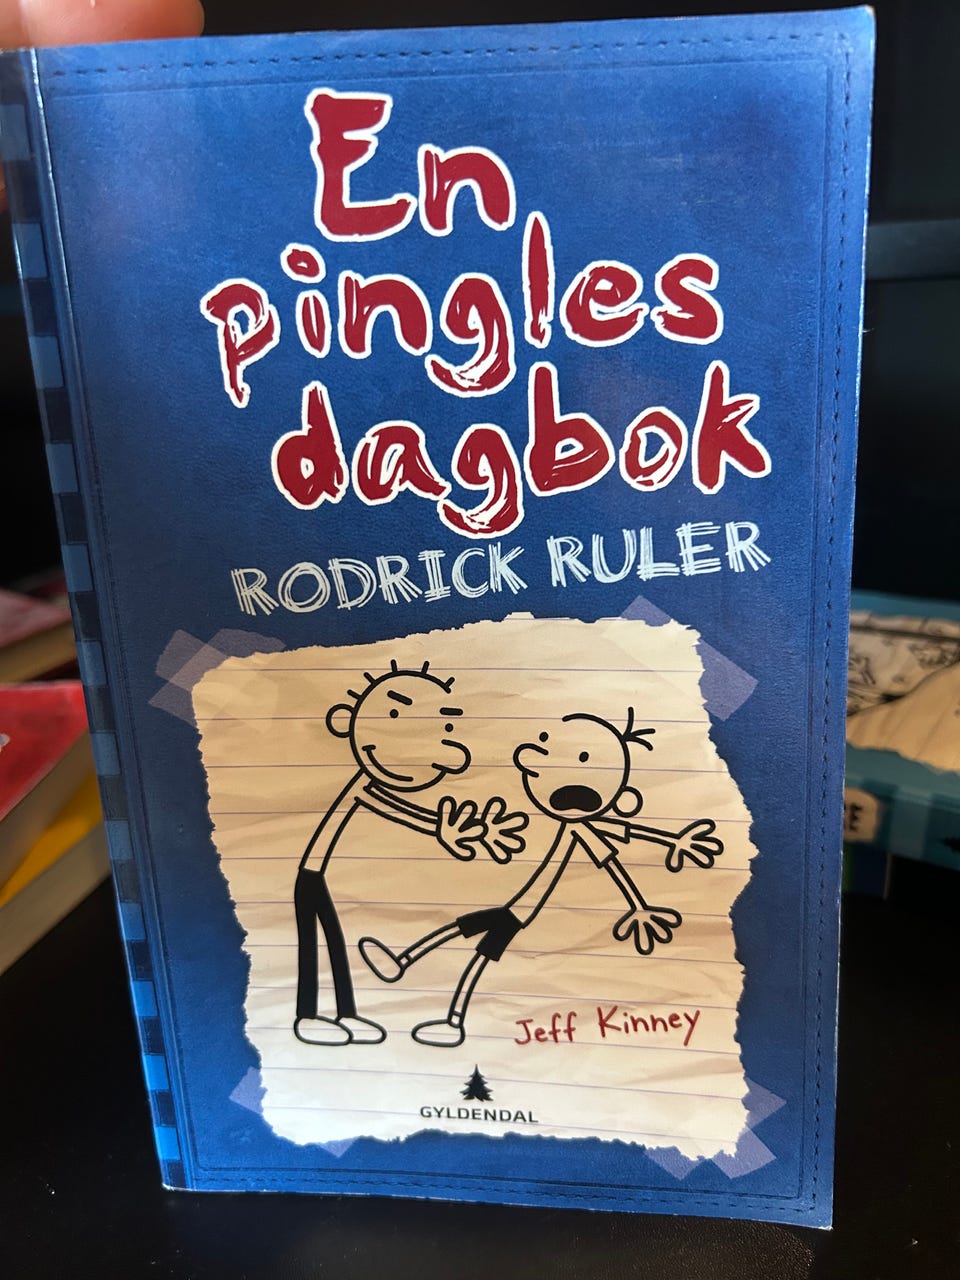 En
pingles
dagbok
RODRICK RULER
Jeff Kinney
GYLDENDAL